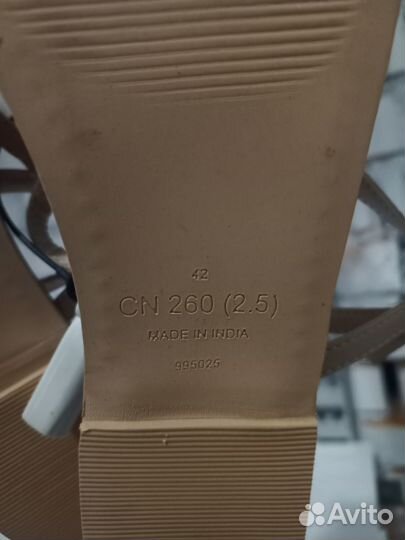 42
CN 260 (2.5)
MADE IN INDIA
995025
Avito